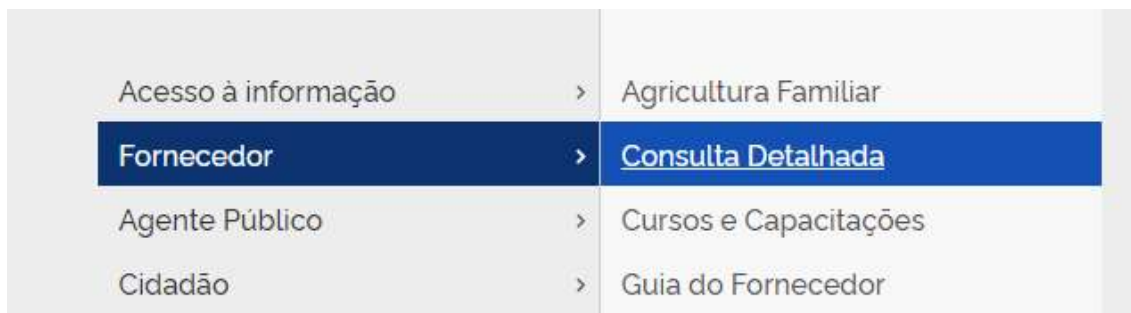 Acesso à informação
Fornecedor
Agente Público
Cidadão
Agricultura Familiar
Consulta Detalhada
Cursos e Capacitações
Guia do Fornecedor